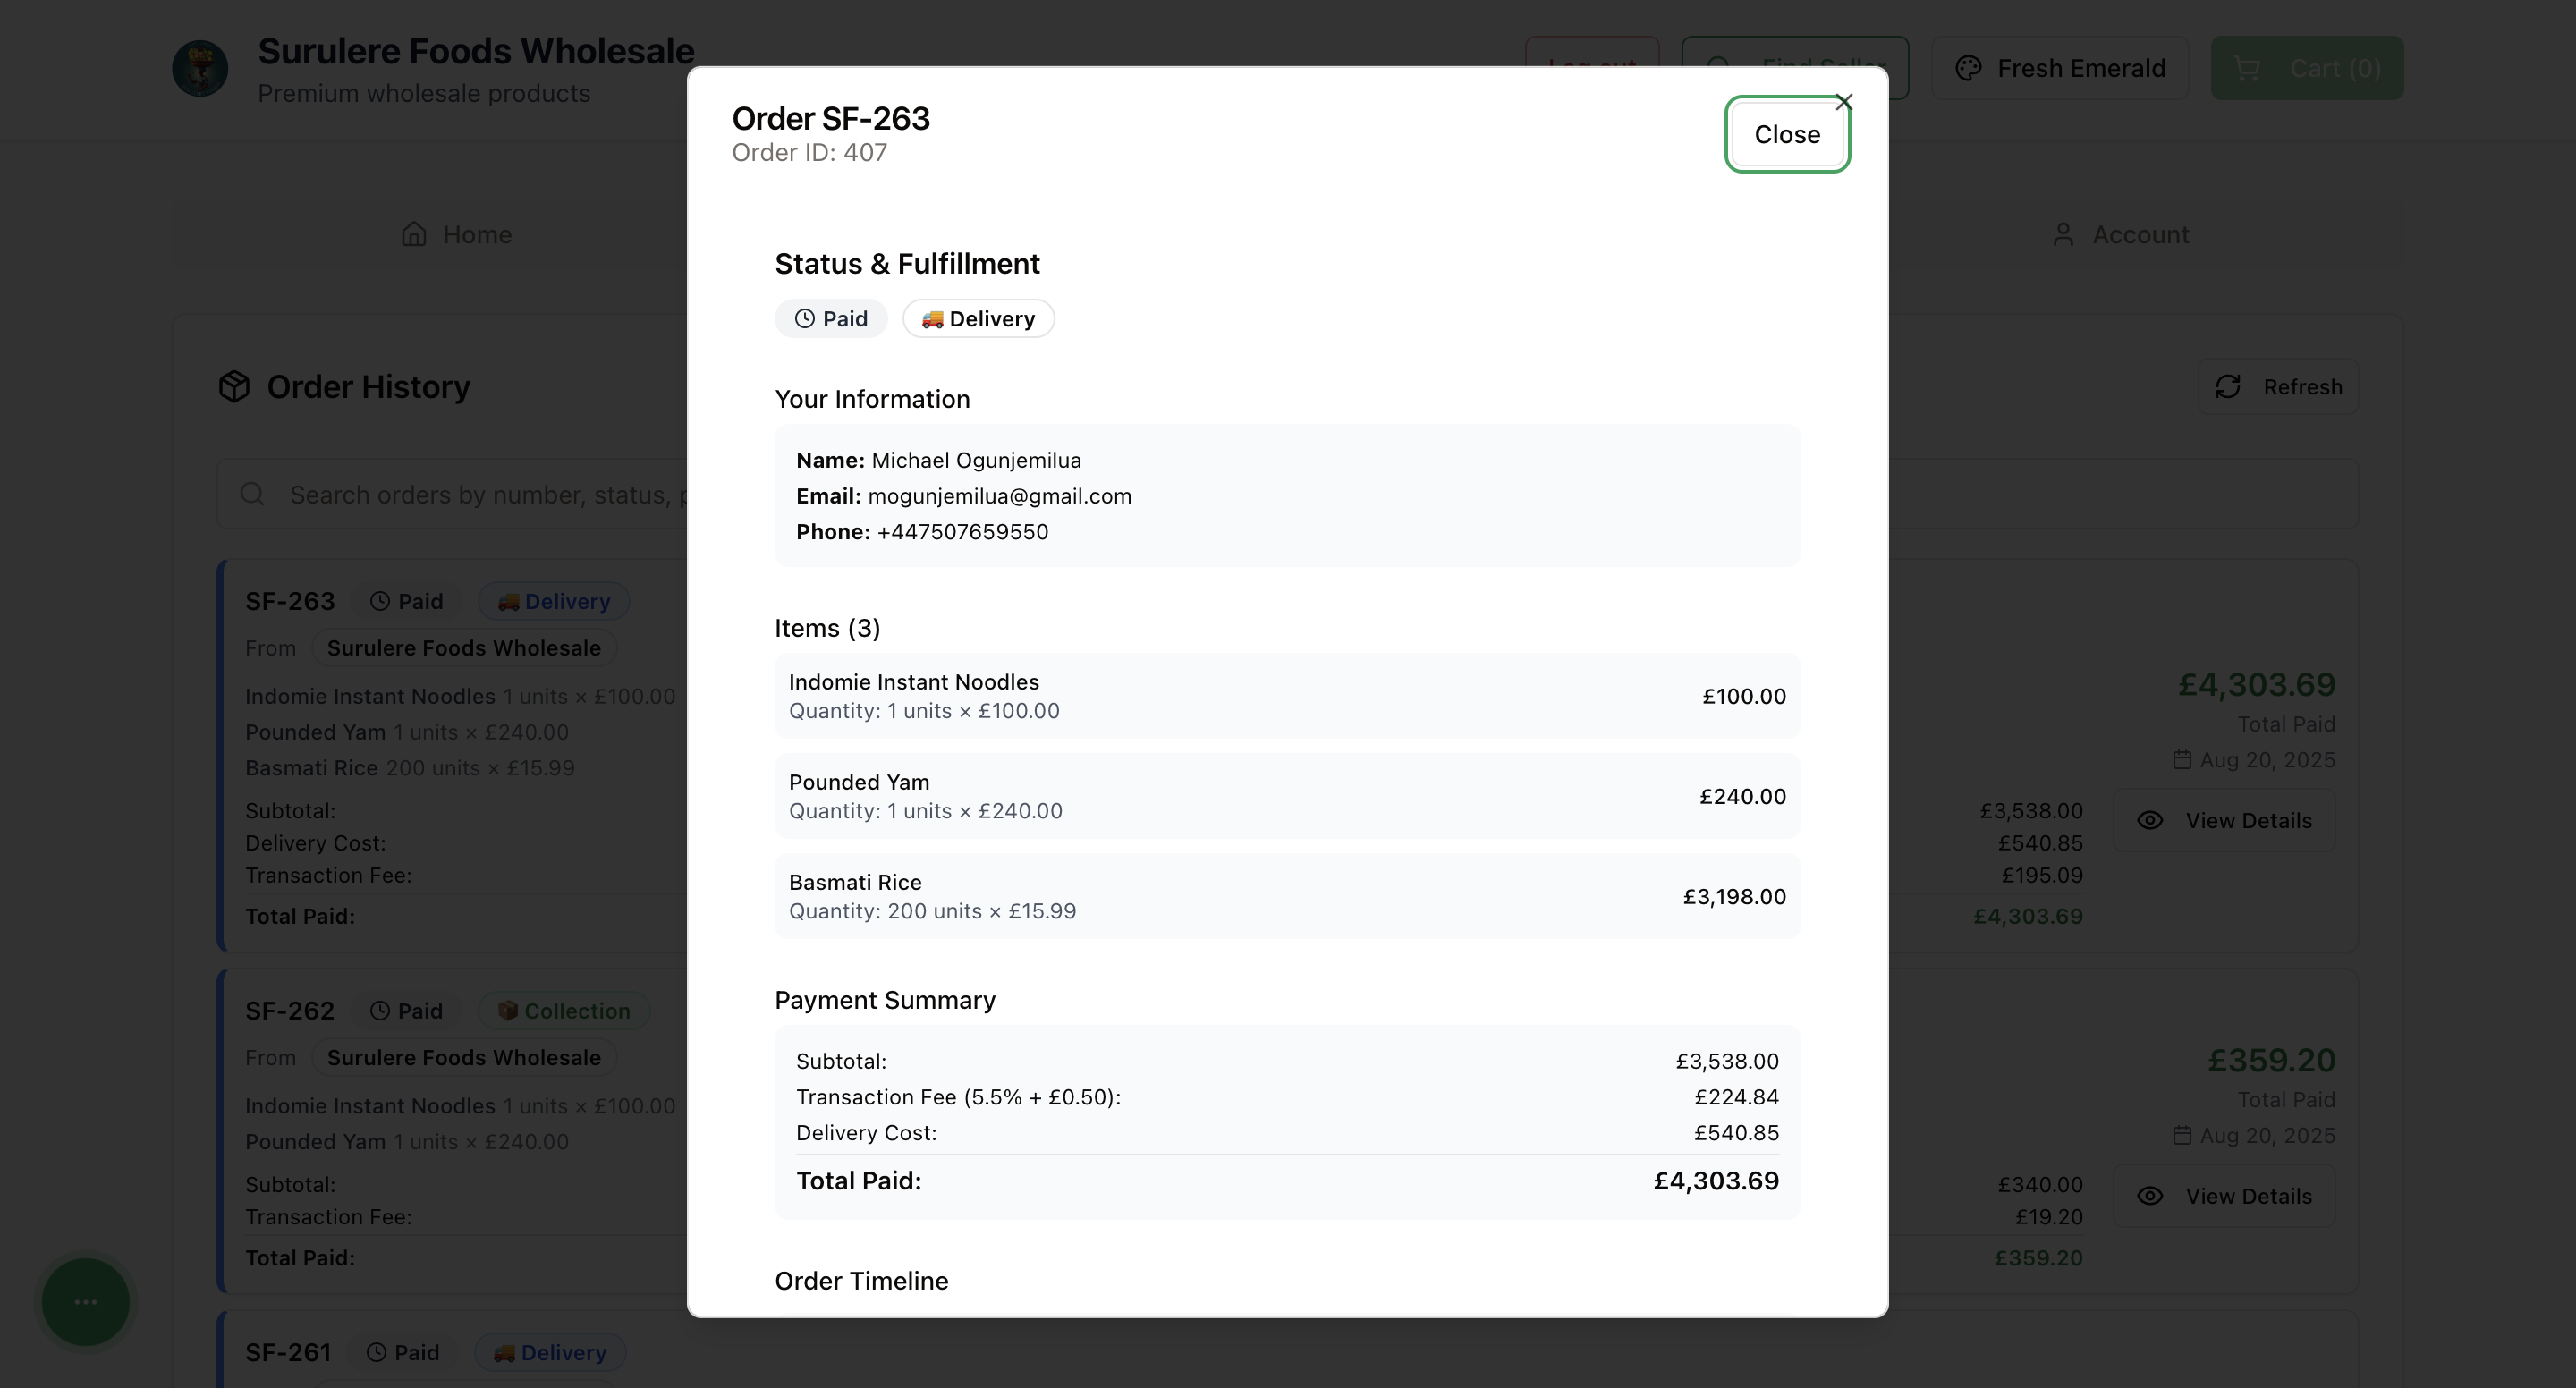 Surulere Foods Wholesale
Premium wholesale products
Log out
Find Seller
Fresh Emerald
Cart (0)
Home
Account
Order History
Refresh
Search orders by number, status,
SF-263 Paid 🚚 Delivery
From Surulere Foods Wholesale
Indomie Instant Noodles 1 units × £100.00
Pounded Yam 1 units × £240.00
Basmati Rice 200 units × £15.99
Subtotal: £3,538.00
Delivery Cost: £540.85
Transaction Fee: £195.09
Total Paid: £4,303.69
£4,303.69
Total Paid
Aug 20, 2025
View Details
SF-262 Paid 📦 Collection
From Surulere Foods Wholesale
Indomie Instant Noodles 1 units × £100.00
Pounded Yam 1 units × £240.00
Subtotal: £340.00
Transaction Fee: £19.20
Total Paid: £359.20
£359.20
Total Paid
Aug 20, 2025
View Details
SF-261 Paid 🚚 Delivery
Order SF-263
Order ID: 407
Close
Status & Fulfillment
Paid 🚚 Delivery
Your Information
Name: Michael Ogunjemilua
Email: mogunjemilua@gmail.com
Phone: +447507659550
Items (3)
Indomie Instant Noodles
Quantity: 1 units × £100.00
£100.00
Pounded Yam
Quantity: 1 units × £240.00
£240.00
Basmati Rice
Quantity: 200 units × £15.99
£3,198.00
Payment Summary
Subtotal: £3,538.00
Transaction Fee (5.5% + £0.50): £224.84
Delivery Cost: £540.85
Total Paid: £4,303.69
Order Timeline